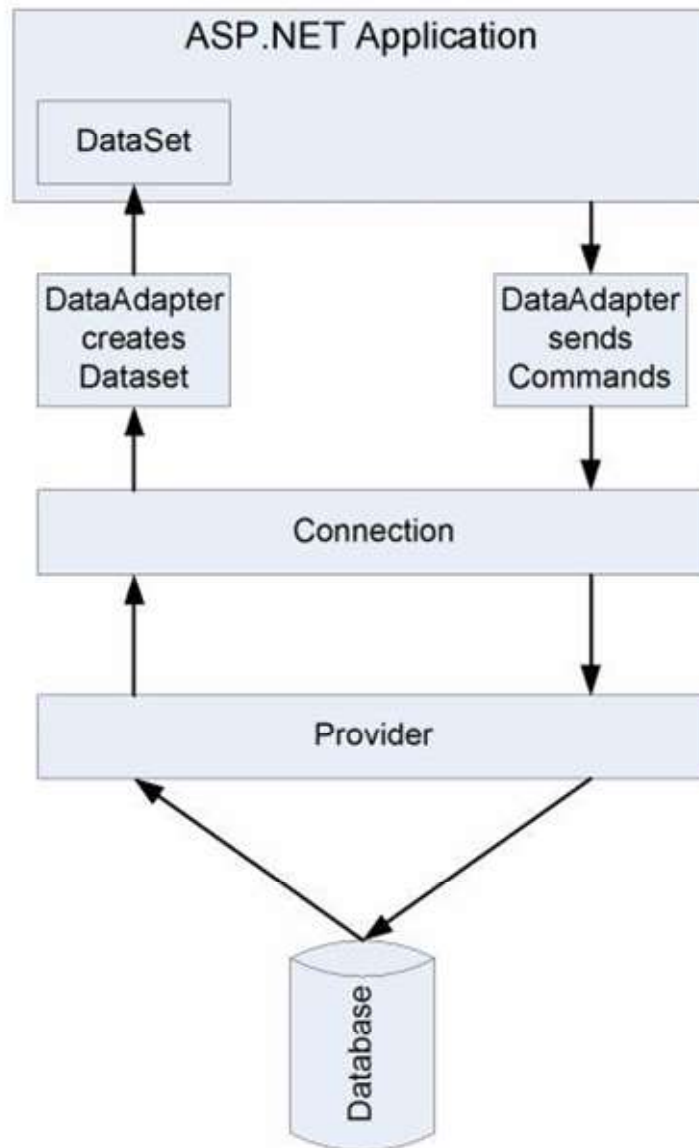 ASP.NET Application
DataSet
DataAdapter
creates
Dataset
DataAdapter
sends
Commands
Connection
Provider
Database